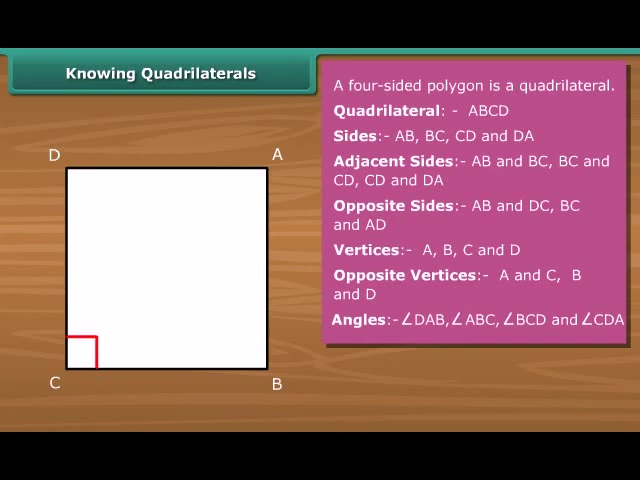 Knowing Quadrilaterals
D
A
C
B
A four-sided polygon is a quadrilateral.
Quadrilateral: - ABCD
Sides:- AB, BC, CD and DA
Adjacent Sides:- AB and BC, BC and
CD, CD and DA
Opposite Sides:- AB and DC, BC
and AD
Vertices:- A, B, C and D
Opposite Vertices:- A and C, B
and D
Angles:-∠DAB,∠ABC,∠BCD and∠CDA